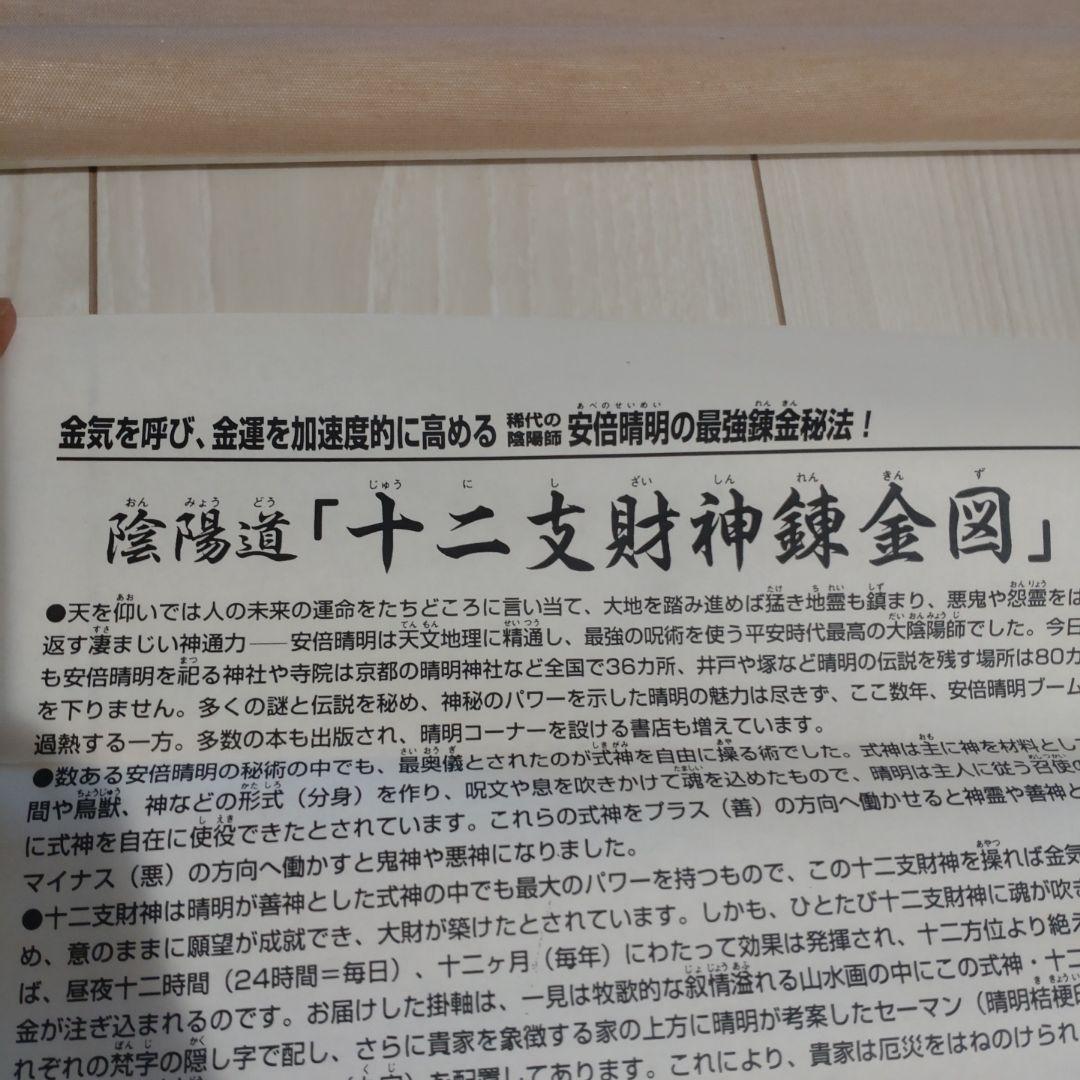 金気を呼び、金運を加速度的に高める 稀代の陰陽師 安倍晴明の最強錬金秘法！
陰陽道「十二支財神錬金図」
●天を仰いでは人の未来の運命をたちどころに言い当て、大地を踏み進めば猛き地霊も鎮まり、悪鬼や怨霊をは
返す凄まじい神通力──安倍晴明は天文地理に精通し、最強の呪術を使う平安時代最高の大陰陽師でした。今日
も安倍晴明を祀る神社や寺院は京都の晴明神社など全国で36カ所、井戸や塚など晴明の伝説を残す場所は80カ
を下りません。多くの謎と伝説を秘め、神秘のパワーを示した晴明の魅力は尽きず、ここ数年、安倍晴明ブーム
過熱する一方。多数の本も出版され、晴明コーナーを設ける書店も増えています。
●数ある安倍晴明の秘術の中でも、最奥儀とされたのが式神を自由に操る術でした。式神は主に神を材料とし
間や鳥獣、神などの形式（分身）を作り、呪文や息を吹きかけて魂を込めたもので、晴明は主人に従う召使
に式神を自在に使役できたとされています。これらの式神をプラス（善）の方向へ働かせると神霊や善神と
マイナス（悪）の方向へ働かすと鬼神や悪神になりました。
●十二支財神は晴明が善神とした式神の中でも最大のパワーを持つもので、この十二支財神を操れば金気
め、意のままに願望が成就でき、大財が築けたとされています。しかも、ひとたび十二支財神に魂が吹き
ば、昼夜十二時間（24時間＝毎日）、十二ヶ月（毎年）にわたって効果は発揮され、十二方位より絶え
金が注ぎ込まれるのです。お届けした掛軸は、一見は牧歌的な叙情溢れる山水画の中にこの式神・十二
れぞれの梵字の隠し字で配し、さらに貴家を象徴する家の上方に晴明が考案したセーマン（晴明桔梗印
を配置してあります。これにより、貴家は厄災をはねのけられ